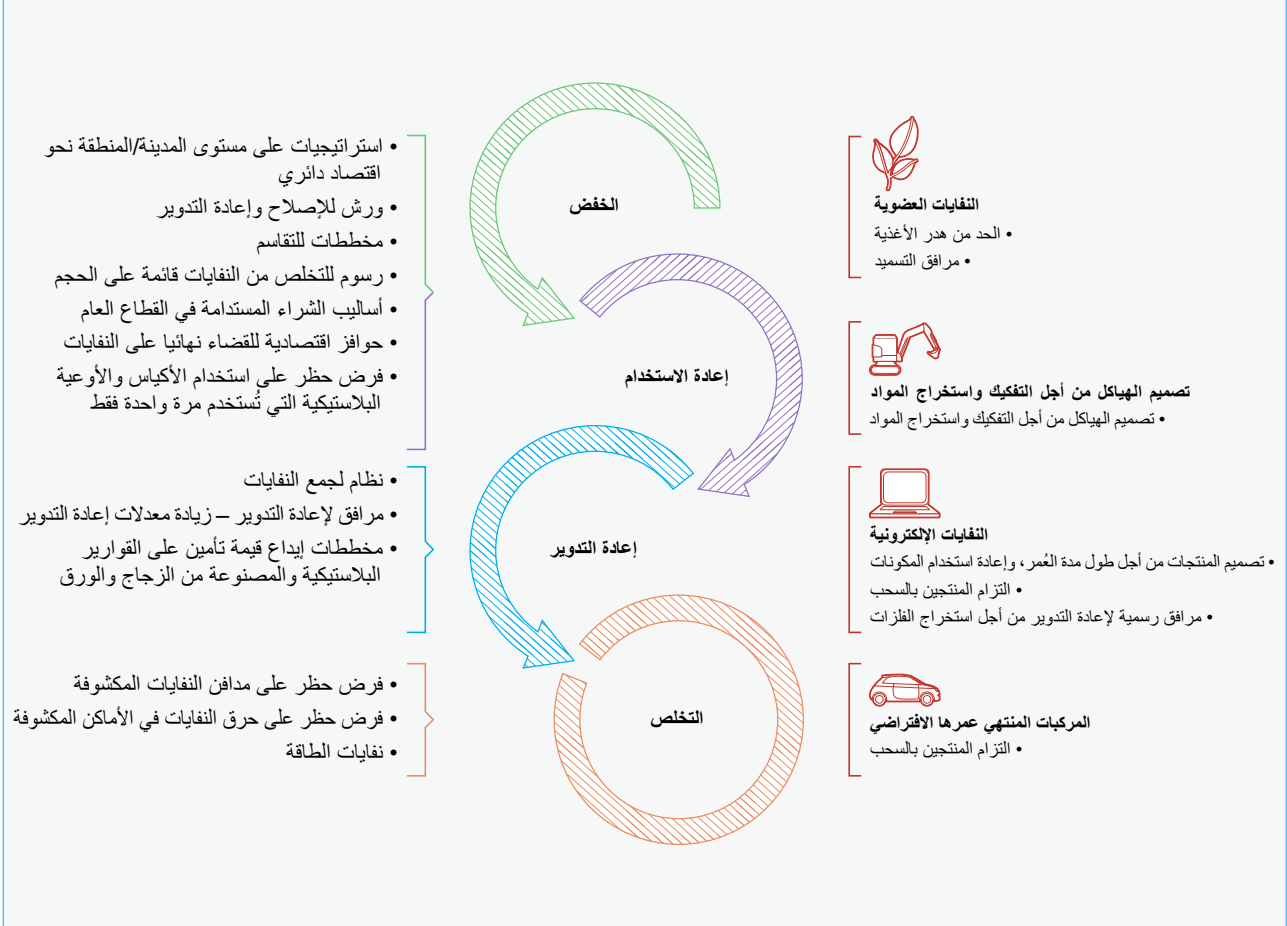 النفايات العضوية
• الحد من هدر الأغذية
• مرافق التسميد
تصميم الهياكل من أجل التفكيك واستخراج المواد
• تصميم الهياكل من أجل التفكيك واستخراج المواد
النفايات الإلكترونية
• تصميم المنتجات من أجل طول مدة العُمر، وإعادة استخدام المكونات
• التزام المنتجين بالسحب
• مرافق رسمية لإعادة التدوير من أجل استخراج الفلزات
المركبات المنتهي عمرها الافتراضي
• التزام المنتجين بالسحب
الخفض
إعادة الاستخدام
إعادة التدوير
التخلص
• استراتيجيات على مستوى المدينة/المنطقة نحو
اقتصاد دائري
• ورش للإصلاح وإعادة التدوير
• مخططات للتقاسم
• رسوم للتخلص من النفايات قائمة على الحجم
• أساليب الشراء المستدامة في القطاع العام
• حوافز اقتصادية للقضاء نهائيا على النفايات
• فرض حظر على استخدام الأكياس والأوعية
البلاستيكية التي تُستخدم مرة واحدة فقط
• نظام لجمع النفايات
• مرافق لإعادة التدوير – زيادة معدلات إعادة التدوير
• مخططات إيداع قيمة تأمين على القوارير
البلاستيكية والمصنوعة من الزجاج والورق
• فرض حظر على مدافن النفايات المكشوفة
• فرض حظر على حرق النفايات في الأماكن المكشوفة
• نفايات الطاقة